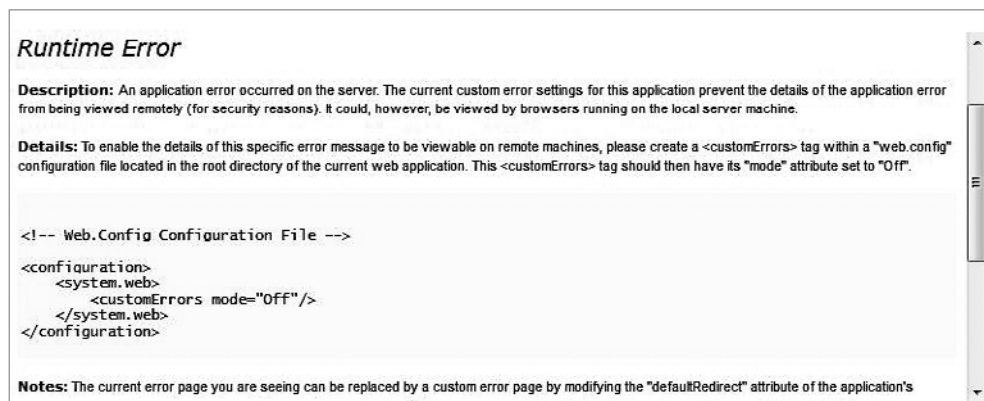 Runtime Error
Description: An application error occurred on the server. The current custom error settings for this application prevent the details of the application error
from being viewed remotely (for security reasons). It could, however, be viewed by browsers running on the local server machine.
Details: To enable the details of this specific error message to be viewable on remote machines, please create a <customErrors> tag within a "web.config"
configuration file located in the root directory of the current web application. This <customErrors> tag should then have its "mode" attribute set to "Off".
<!-- Web.Config Configuration File -->
<configuration>
    <system.web>
        <customErrors mode="Off"/>
    </system.web>
</configuration>
Notes: The current error page you are seeing can be replaced by a custom error page by modifying the "defaultRedirect" attribute of the application's